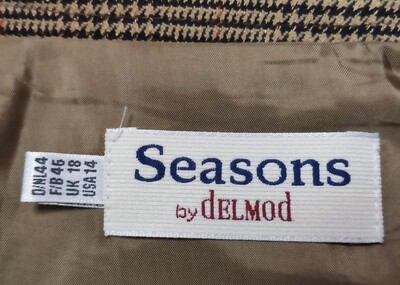 Seasons
by DELMOD
D/NL 44
F/B 46
UK 18
USA 14